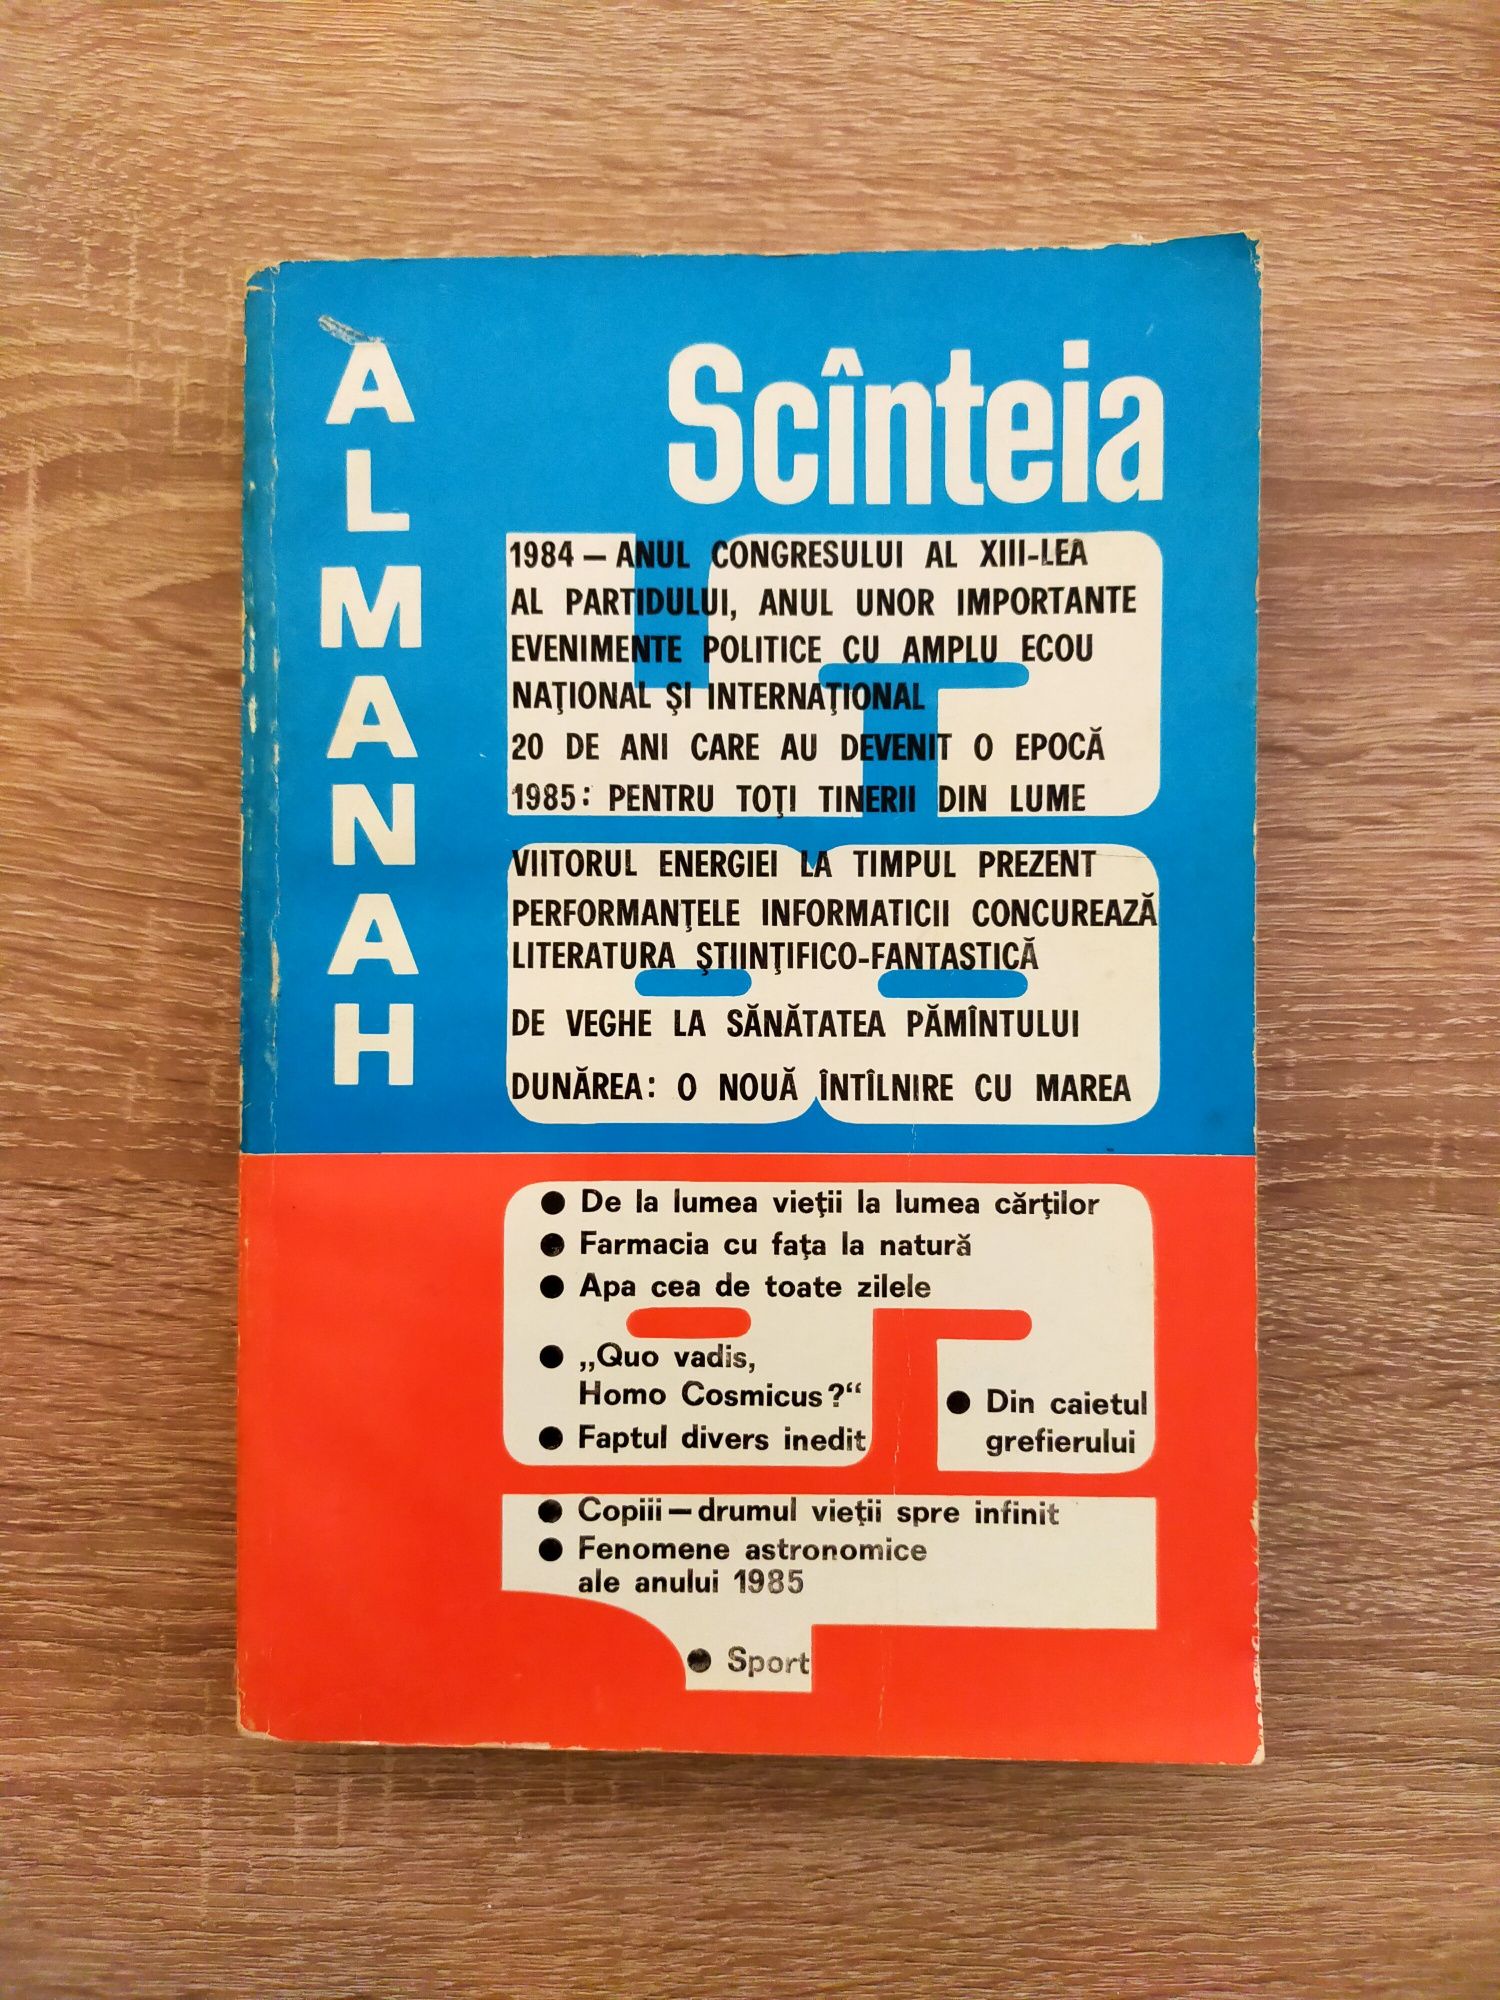 ALMANAH
Scînteia
1984 — ANUL CONGRESULUI AL XIII-LEA
AL PARTIDULUI, ANUL UNOR IMPORTANTE
EVENIMENTE POLITICE CU AMPLU ECOU
NAŢIONAL ŞI INTERNAŢIONAL
20 DE ANI CARE AU DEVENIT O EPOCĂ
1985: PENTRU TOŢI TINERII DIN LUME
VIITORUL ENERGIEI LA TIMPUL PREZENT
PERFORMANŢELE INFORMATICII CONCUREAZĂ
LITERATURA ŞTIINŢIFICO-FANTASTICĂ
DE VEGHE LA SĂNĂTATEA PĂMÎNTULUI
DUNĂREA: O NOUĂ ÎNTÎLNIRE CU MAREA
● De la lumea vieţii la lumea cărţilor
● Farmacia cu faţa la natură
● Apa cea de toate zilele
● „Quo vadis,
Homo Cosmicus?“
● Faptul divers inedit
● Din caietul
grefierului
● Copiii — drumul vieţii spre infinit
● Fenomene astronomice
ale anului 1985
● Sport